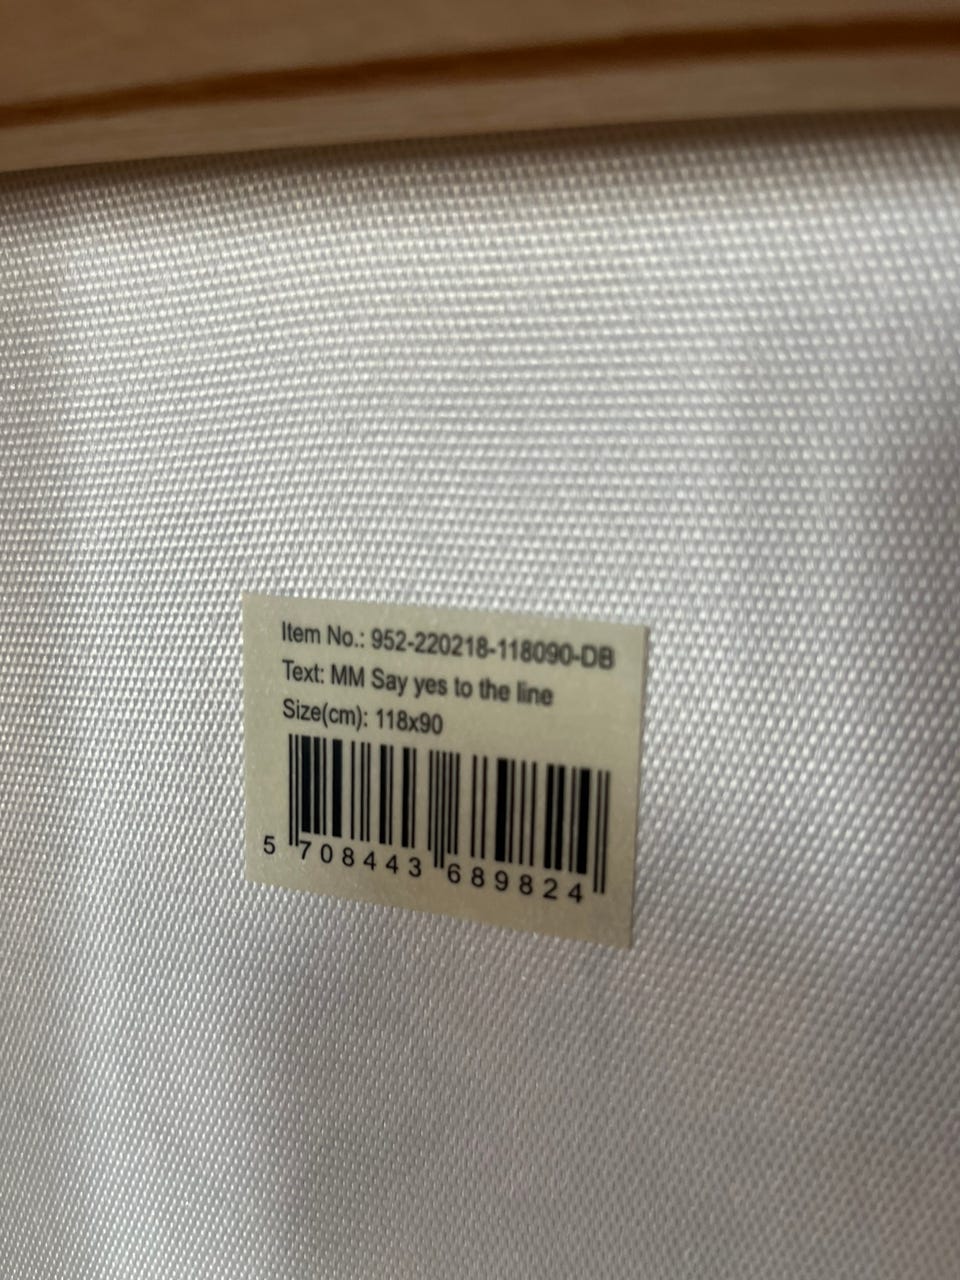 Item No.: 952-220218-118090-DB
Text: MM Say yes to the line
Size(cm): 118x90
5 708443 689824